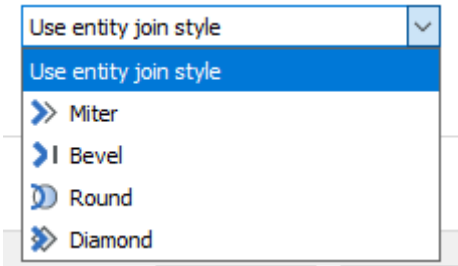 Use entity join style
Use entity join style
Miter
Bevel
Round
Diamond